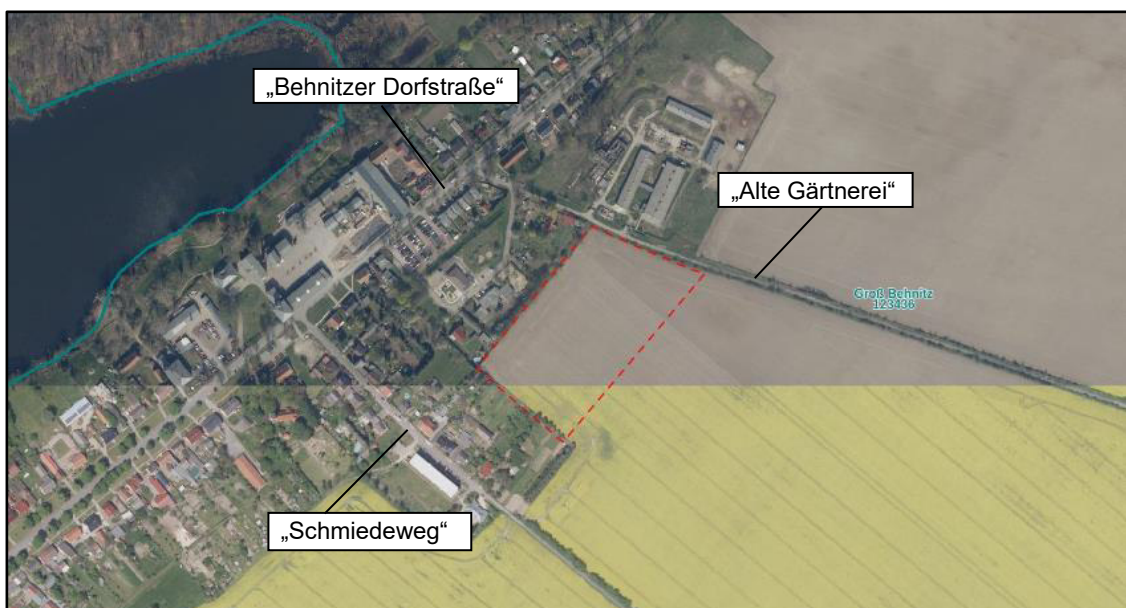 „Behnitzer Dorfstraße“
„Alte Gärtnerei“
Groß Behnitz
123436
„Schmiedeweg“